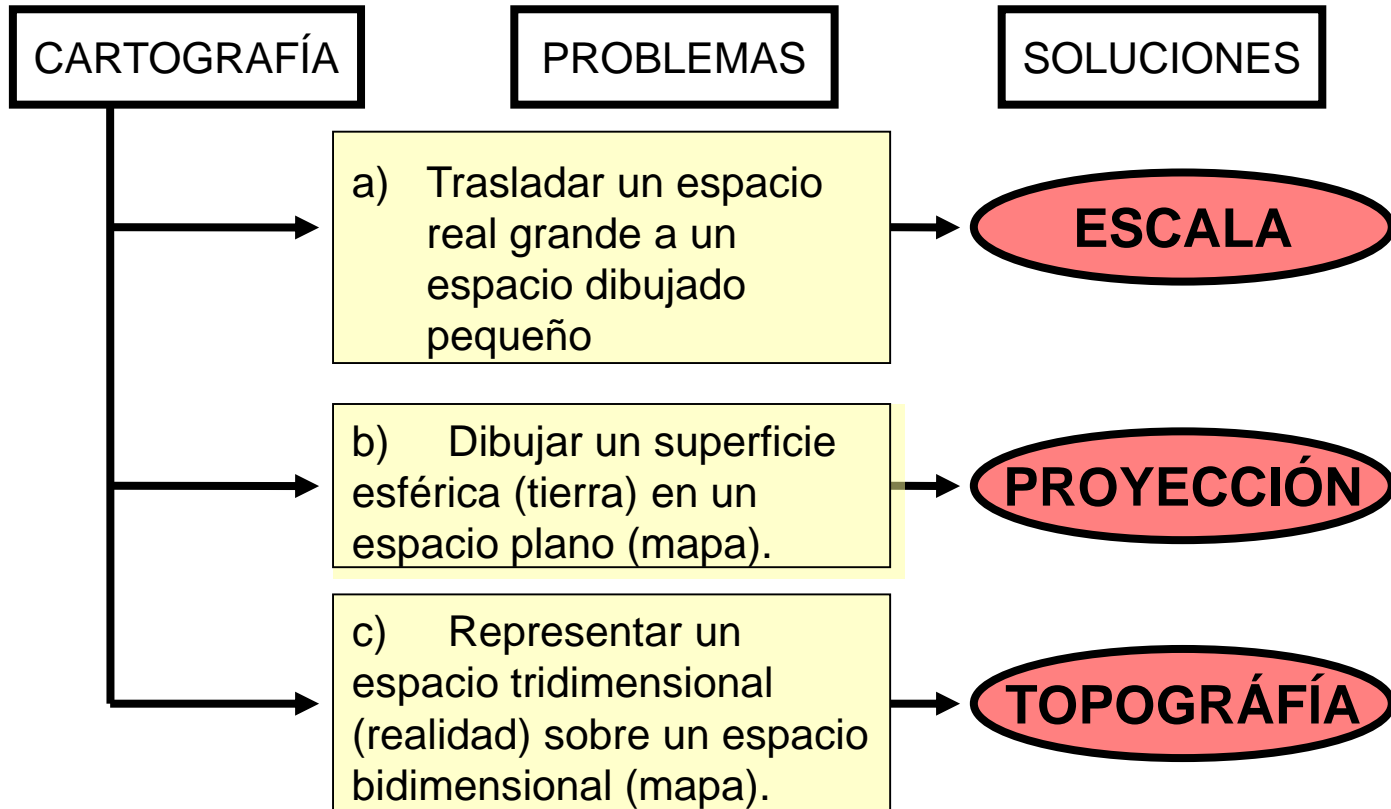 CARTOGRAFÍA
PROBLEMAS
SOLUCIONES
a) Trasladar un espacio
real grande a un
espacio dibujado
pequeño
ESCALA
b) Dibujar un superficie
esférica (tierra) en un
espacio plano (mapa).
PROYECCIÓN
c) Representar un
espacio tridimensional
(realidad) sobre un espacio
bidimensional (mapa).
TOPOGRÁFÍA